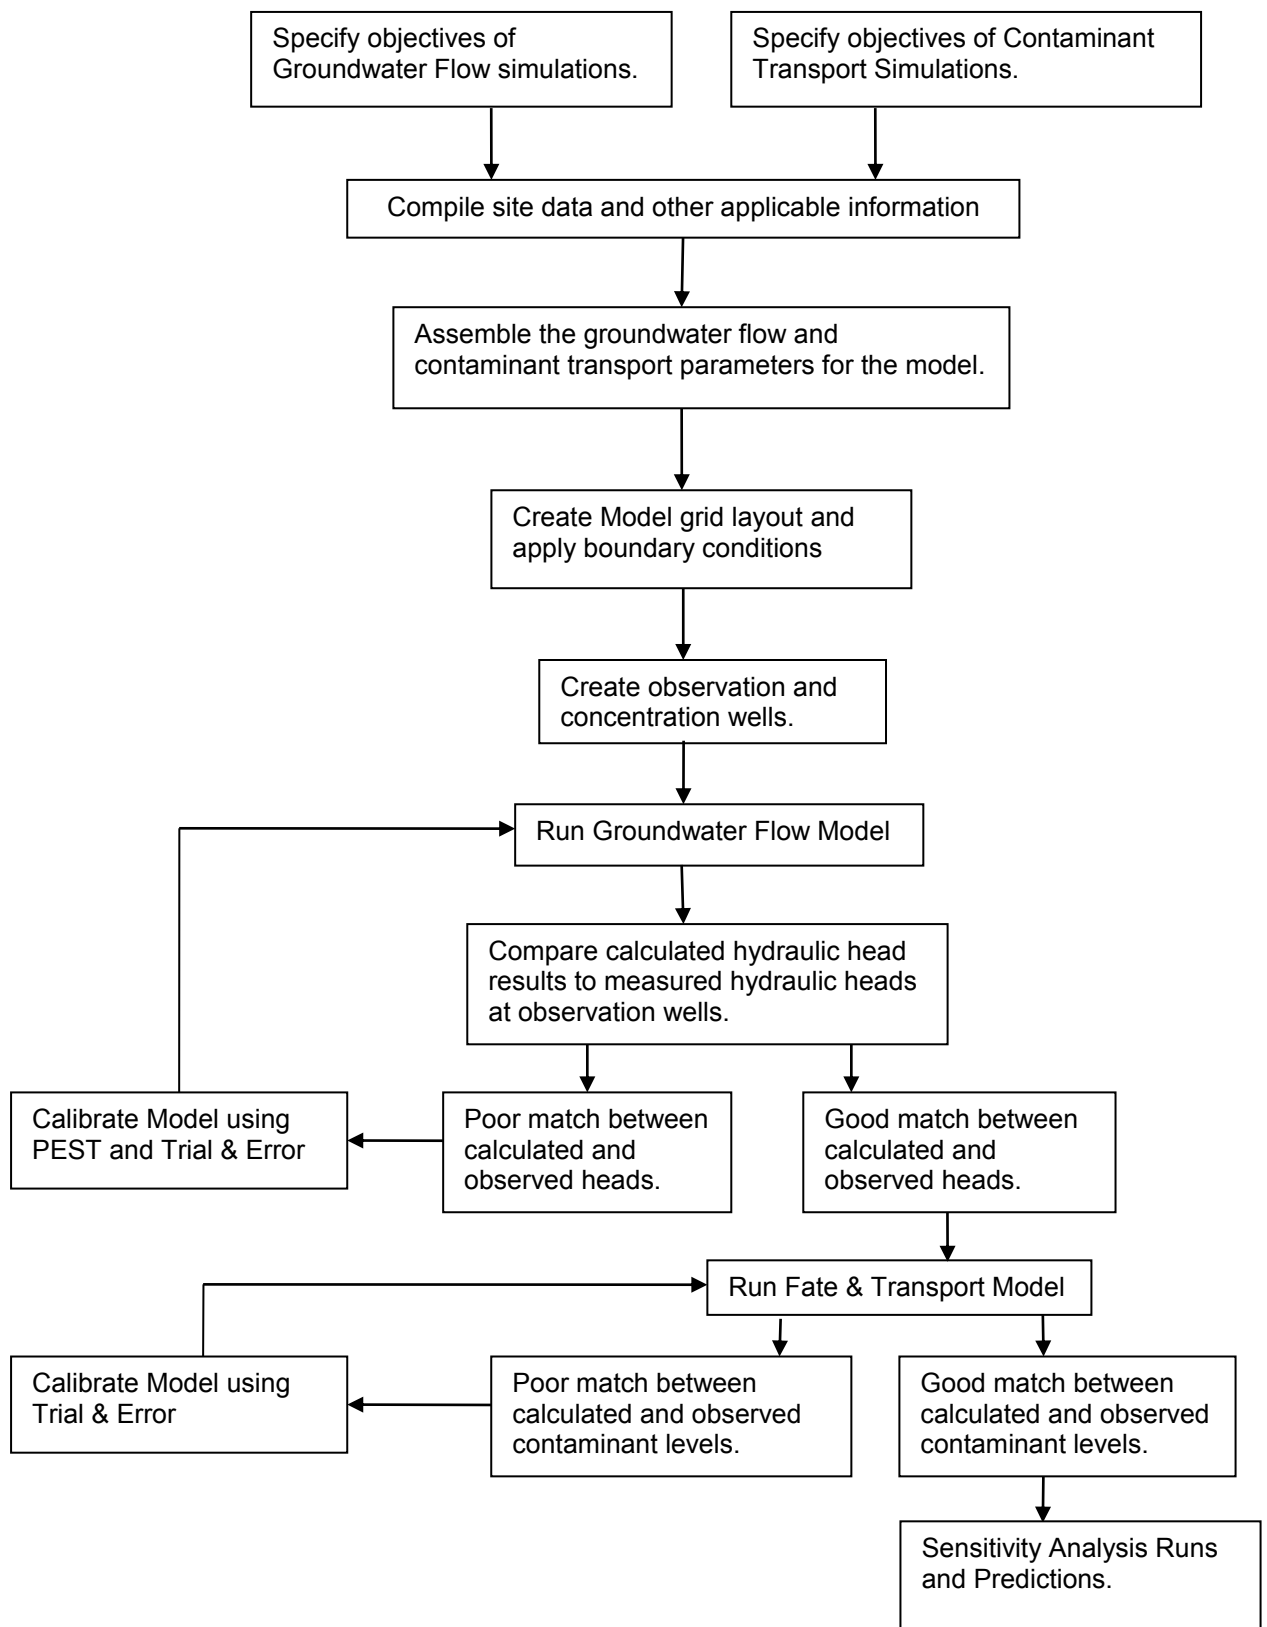 Specify objectives of
Groundwater Flow simulations.
Specify objectives of Contaminant
Transport Simulations.
Compile site data and other applicable information
Assemble the groundwater flow and
contaminant transport parameters for the model.
Create Model grid layout and
apply boundary conditions
Create observation and
concentration wells.
Run Groundwater Flow Model
Compare calculated hydraulic head
results to measured hydraulic heads
at observation wells.
Calibrate Model using
PEST and Trial & Error
Poor match between
calculated and
observed heads.
Good match between
calculated and
observed heads.
Run Fate & Transport Model
Calibrate Model using
Trial & Error
Poor match between
calculated and observed
contaminant levels.
Good match between
calculated and observed
contaminant levels.
Sensitivity Analysis Runs
and Predictions.